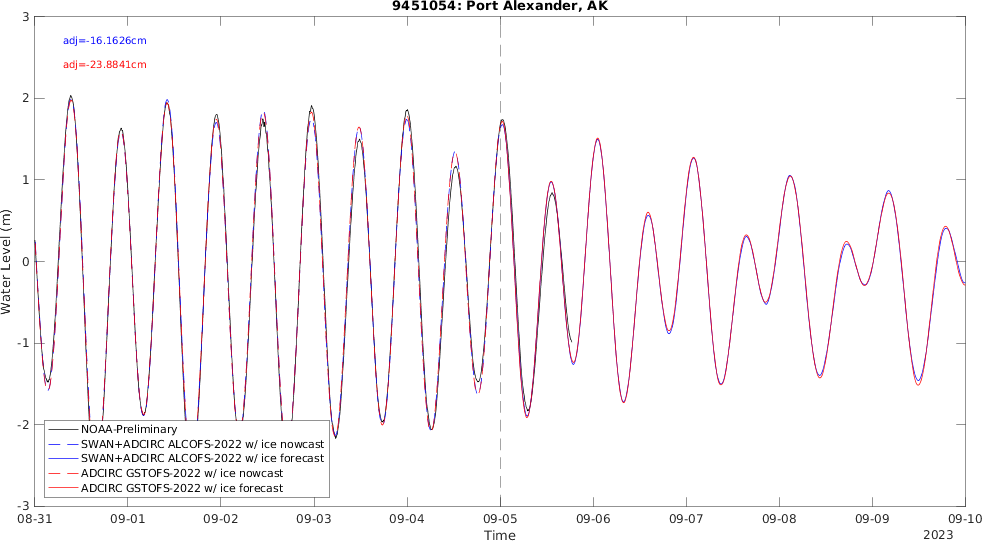 9451054: Port Alexander, AK
adj=-16.1626cm
adj=-23.8841cm
Water Level (m)
3
2
1
0
-1
-2
-3
NOAA-Preliminary
SWAN+ADCIRC ALCOFS-2022 w/ ice nowcast
SWAN+ADCIRC ALCOFS-2022 w/ ice forecast
ADCIRC GSTOFS-2022 w/ ice nowcast
ADCIRC GSTOFS-2022 w/ ice forecast
08-31 09-01 09-02 09-03 09-04 09-05 09-06 09-07 09-08 09-09 09-10
Time
2023